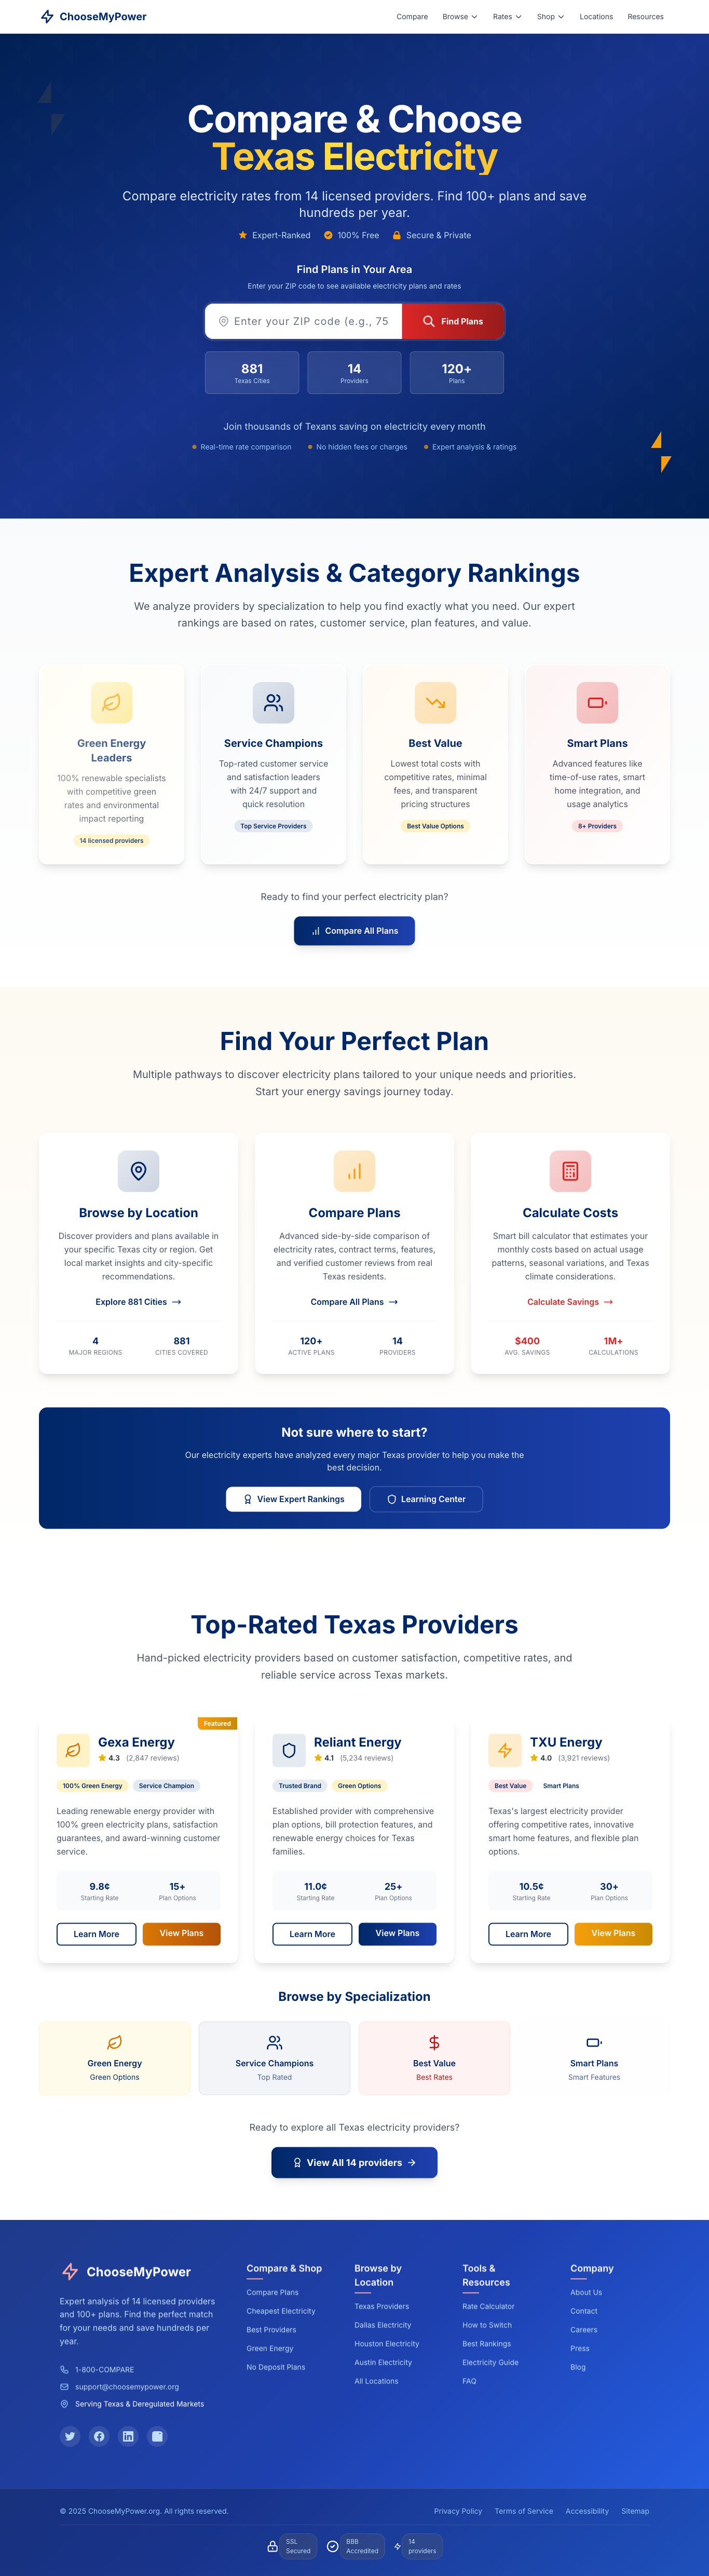 ChooseMyPower
Compare Browse Rates Shop Locations Resources
Compare & Choose
Texas Electricity
Compare electricity rates from 14 licensed providers. Find 100+ plans and save
hundreds per year.
Expert-Ranked 100% Free Secure & Private
Find Plans in Your Area
Enter your ZIP code to see available electricity plans and rates
Enter your ZIP code (e.g., 75
Find Plans
881
Texas Cities
14
Providers
120+
Plans
Join thousands of Texans saving on electricity every month
Real-time rate comparison No hidden fees or charges Expert analysis & ratings
Expert Analysis & Category Rankings
We analyze providers by specialization to help you find exactly what you need. Our expert
rankings are based on rates, customer service, plan features, and value.
Green Energy
Leaders
100% renewable specialists
with competitive green
rates and environmental
impact reporting
14 licensed providers
Service Champions
Top-rated customer service
and satisfaction leaders
with 24/7 support and
quick resolution
Top Service Providers
Best Value
Lowest total costs with
competitive rates, minimal
fees, and transparent
pricing structures
Best Value Options
Smart Plans
Advanced features like
time-of-use rates, smart
home integration, and
usage analytics
8+ Providers
Ready to find your perfect electricity plan?
Compare All Plans
Find Your Perfect Plan
Multiple pathways to discover electricity plans tailored to your unique needs and priorities.
Start your energy savings journey today.
Browse by Location
Discover providers and plans available in
your specific Texas city or region. Get
local market insights and city-specific
recommendations.
Explore 881 Cities
4
MAJOR REGIONS
881
CITIES COVERED
Compare Plans
Advanced side-by-side comparison of
electricity rates, contract terms, features,
and verified customer reviews from real
Texas residents.
Compare All Plans
120+
ACTIVE PLANS
14
PROVIDERS
Calculate Costs
Smart bill calculator that estimates your
monthly costs based on actual usage
patterns, seasonal variations, and Texas
climate considerations.
Calculate Savings
$400
AVG. SAVINGS
1M+
CALCULATIONS
Not sure where to start?
Our electricity experts have analyzed every major Texas provider to help you make the
best decision.
View Expert Rankings
Learning Center
Top-Rated Texas Providers
Hand-picked electricity providers based on customer satisfaction, competitive rates, and
reliable service across Texas markets.
Featured
Gexa Energy
4.3 (2,847 reviews)
100% Green Energy Service Champion
Leading renewable energy provider with
100% green electricity plans, satisfaction
guarantees, and award-winning customer
service.
9.8¢
Starting Rate
15+
Plan Options
Learn More
View Plans
Reliant Energy
4.1 (5,234 reviews)
Trusted Brand Green Options
Established provider with comprehensive
plan options, bill protection features, and
renewable energy choices for Texas
families.
11.0¢
Starting Rate
25+
Plan Options
Learn More
View Plans
TXU Energy
4.0 (3,921 reviews)
Best Value Smart Plans
Texas's largest electricity provider
offering competitive rates, innovative
smart home features, and flexible plan
options.
10.5¢
Starting Rate
30+
Plan Options
Learn More
View Plans
Browse by Specialization
Green Energy
Green Options
Service Champions
Top Rated
Best Value
Best Rates
Smart Plans
Smart Features
Ready to explore all Texas electricity providers?
View All 14 providers
ChooseMyPower
Expert analysis of 14 licensed providers
and 100+ plans. Find the perfect match
for your needs and save hundreds per
year.
1-800-COMPARE
support@choosemypower.org
Serving Texas & Deregulated Markets
Compare & Shop
Compare Plans
Cheapest Electricity
Best Providers
Green Energy
No Deposit Plans
Browse by
Location
Texas Providers
Dallas Electricity
Houston Electricity
Austin Electricity
All Locations
Tools &
Resources
Rate Calculator
How to Switch
Best Rankings
Electricity Guide
FAQ
Company
About Us
Contact
Careers
Press
Blog
© 2025 ChooseMyPower.org. All rights reserved.
Privacy Policy Terms of Service Accessibility Sitemap
SSL
Secured
BBB
Accredited
14
providers